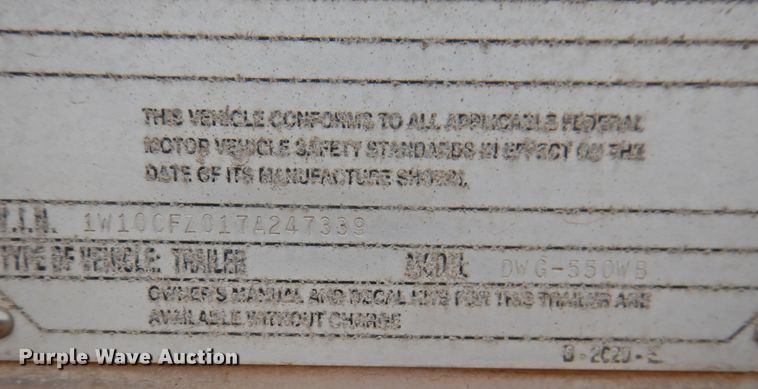 THIS VEHICLE CONFORMS TO ALL APPLICABLE FEDERAL
MOTOR VEHICLE SAFETY STANDARDS IN EFFECT ON THE
DATE OF ITS MANUFACTURE SHOWN.
V.I.N. 1W10CFZ017A247339
TYPE OF VEHICLE: TRAILER MODEL DWG-550WB
OWNER'S MANUAL AND DECAL KITS FOR THIS TRAILER ARE
AVAILABLE WITHOUT CHARGE
Purple Wave Auction